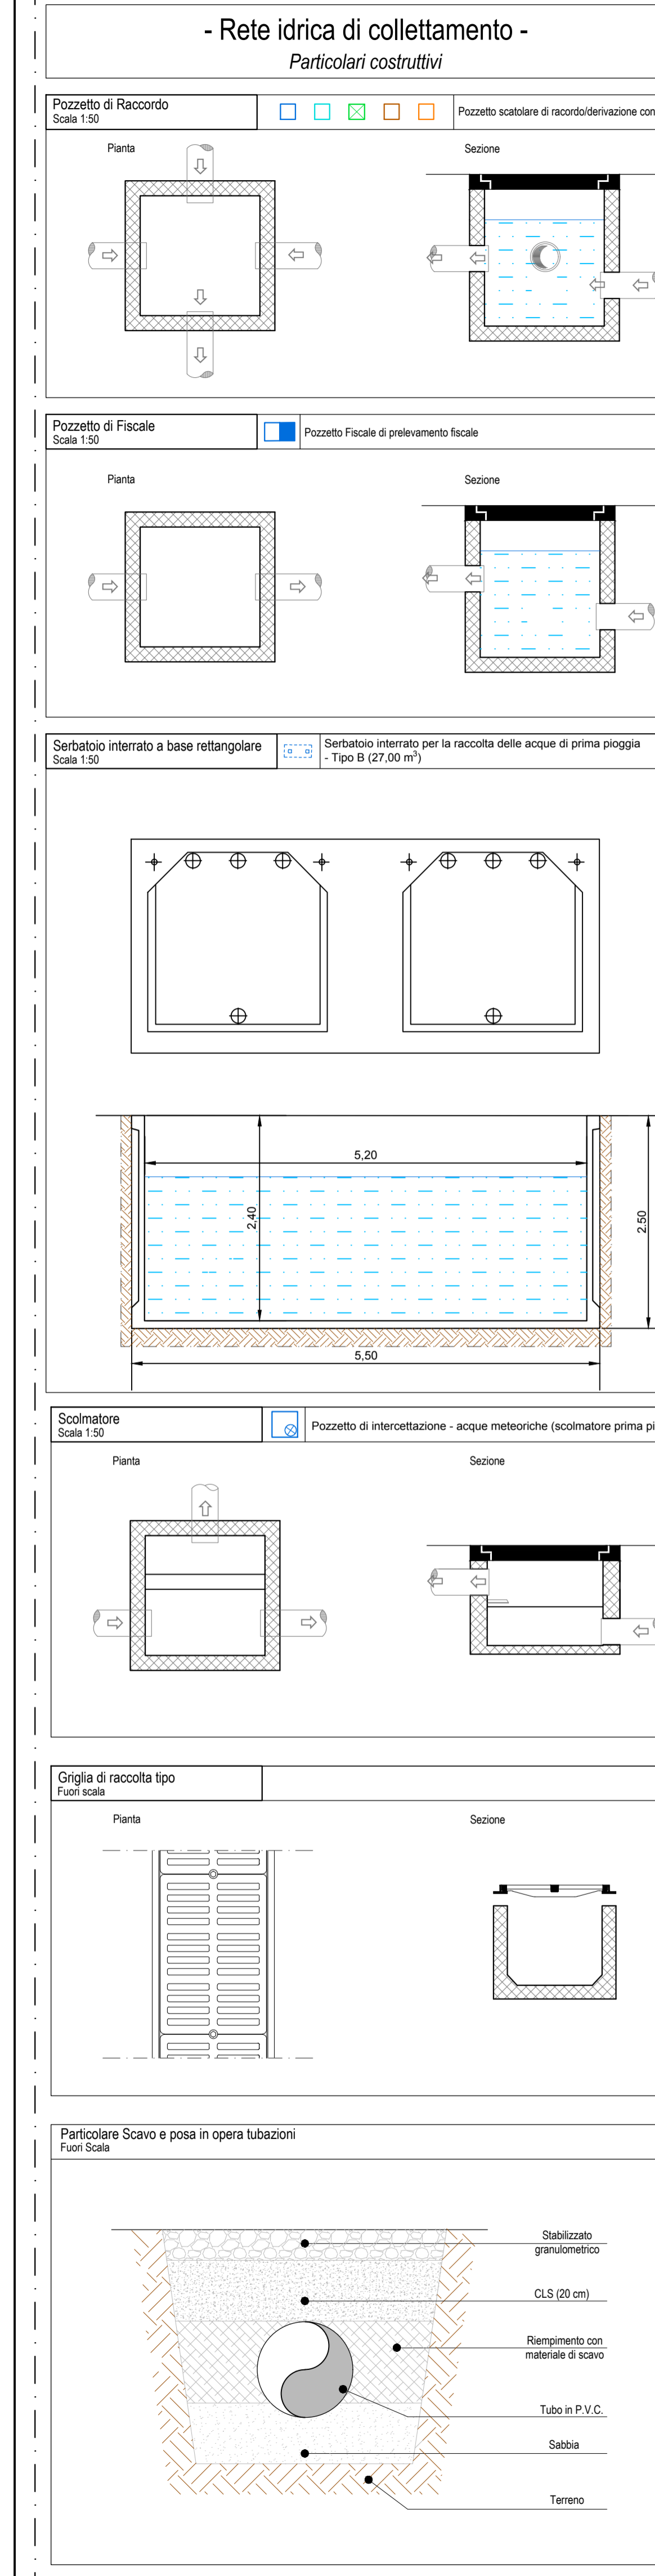 - Rete idrica di collettamento -
Particolari costruttivi
Pozzetto di Raccordo
Scala 1:50
Pozzetto scatolare di racordo/derivazione con
Pianta
Sezione
Pozzetto di Fiscale
Scala 1:50
Pozzetto Fiscale di prelevamento fiscale
Pianta
Sezione
Serbatoio interrato a base rettangolare
Scala 1:50
Serbatoio interrato per la raccolta delle acque di prima pioggia
- Tipo B (27,00 m³)
5,20
2,40
2.50
5,50
Scolmatore
Scala 1:50
Pozzetto di intercettazione - acque meteoriche (scolmatore prima pi
Pianta
Sezione
Griglia di raccolta tipo
Fuori scala
Pianta
Sezione
Particolare Scavo e posa in opera tubazioni
Fuori Scala
Stabilizzato
granulometrico
CLS (20 cm)
Riempimento con
materiale di scavo
Tubo in P.V.C.
Sabbia
Terreno